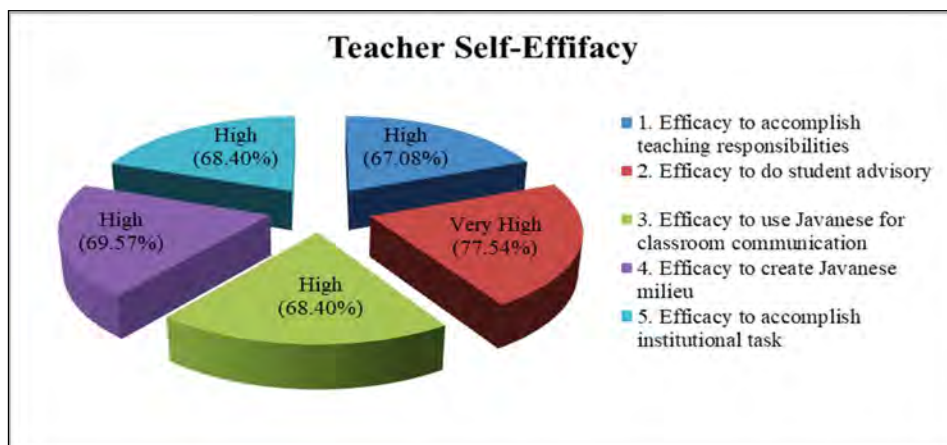 Teacher Self-Effifacy
High
(68.40%)
High
(67.08%)
High
(69.57%)
Very High
(77.54%)
High
(68.40%)
1. Efficacy to accomplish
teaching responsibilities
2. Efficacy to do student advisory
3. Efficacy to use Javanese for
classroom communication
4. Efficacy to create Javanese
milieu
5. Efficacy to accomplish
institutional task